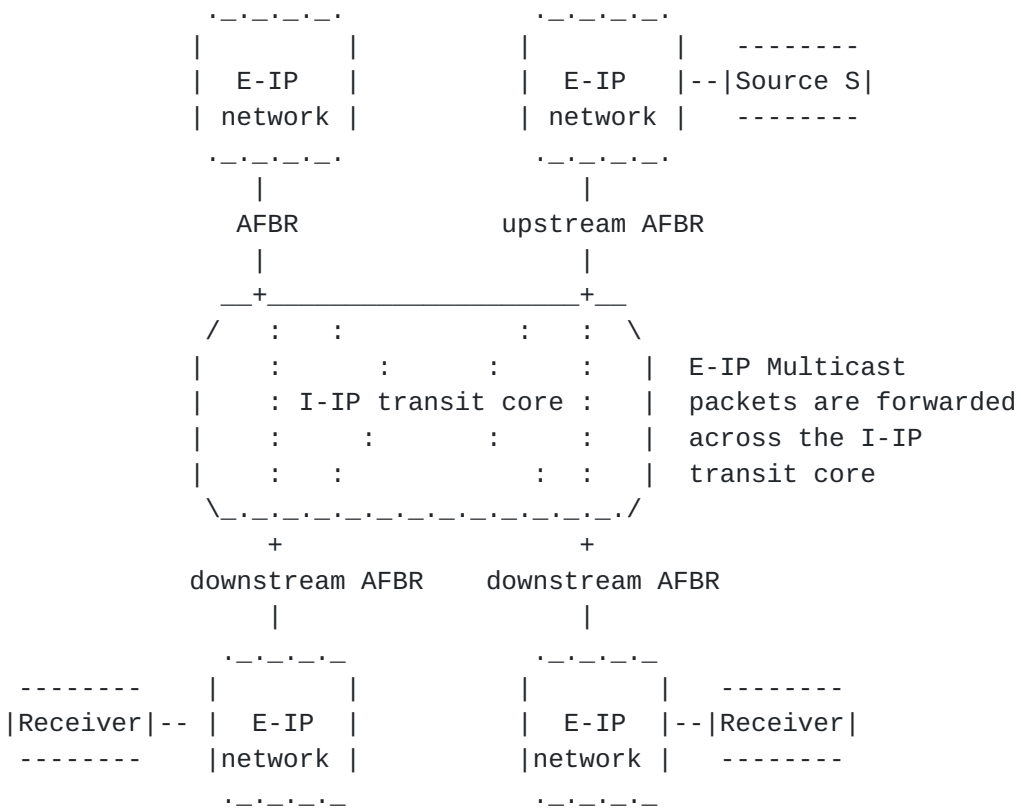 E-IP E-IP Source S
network network
AFBR upstream AFBR
E-IP Multicast
I-IP transit core packets are forwarded
across the I-IP
transit core
downstream AFBR downstream AFBR
Receiver E-IP E-IP Receiver
network network